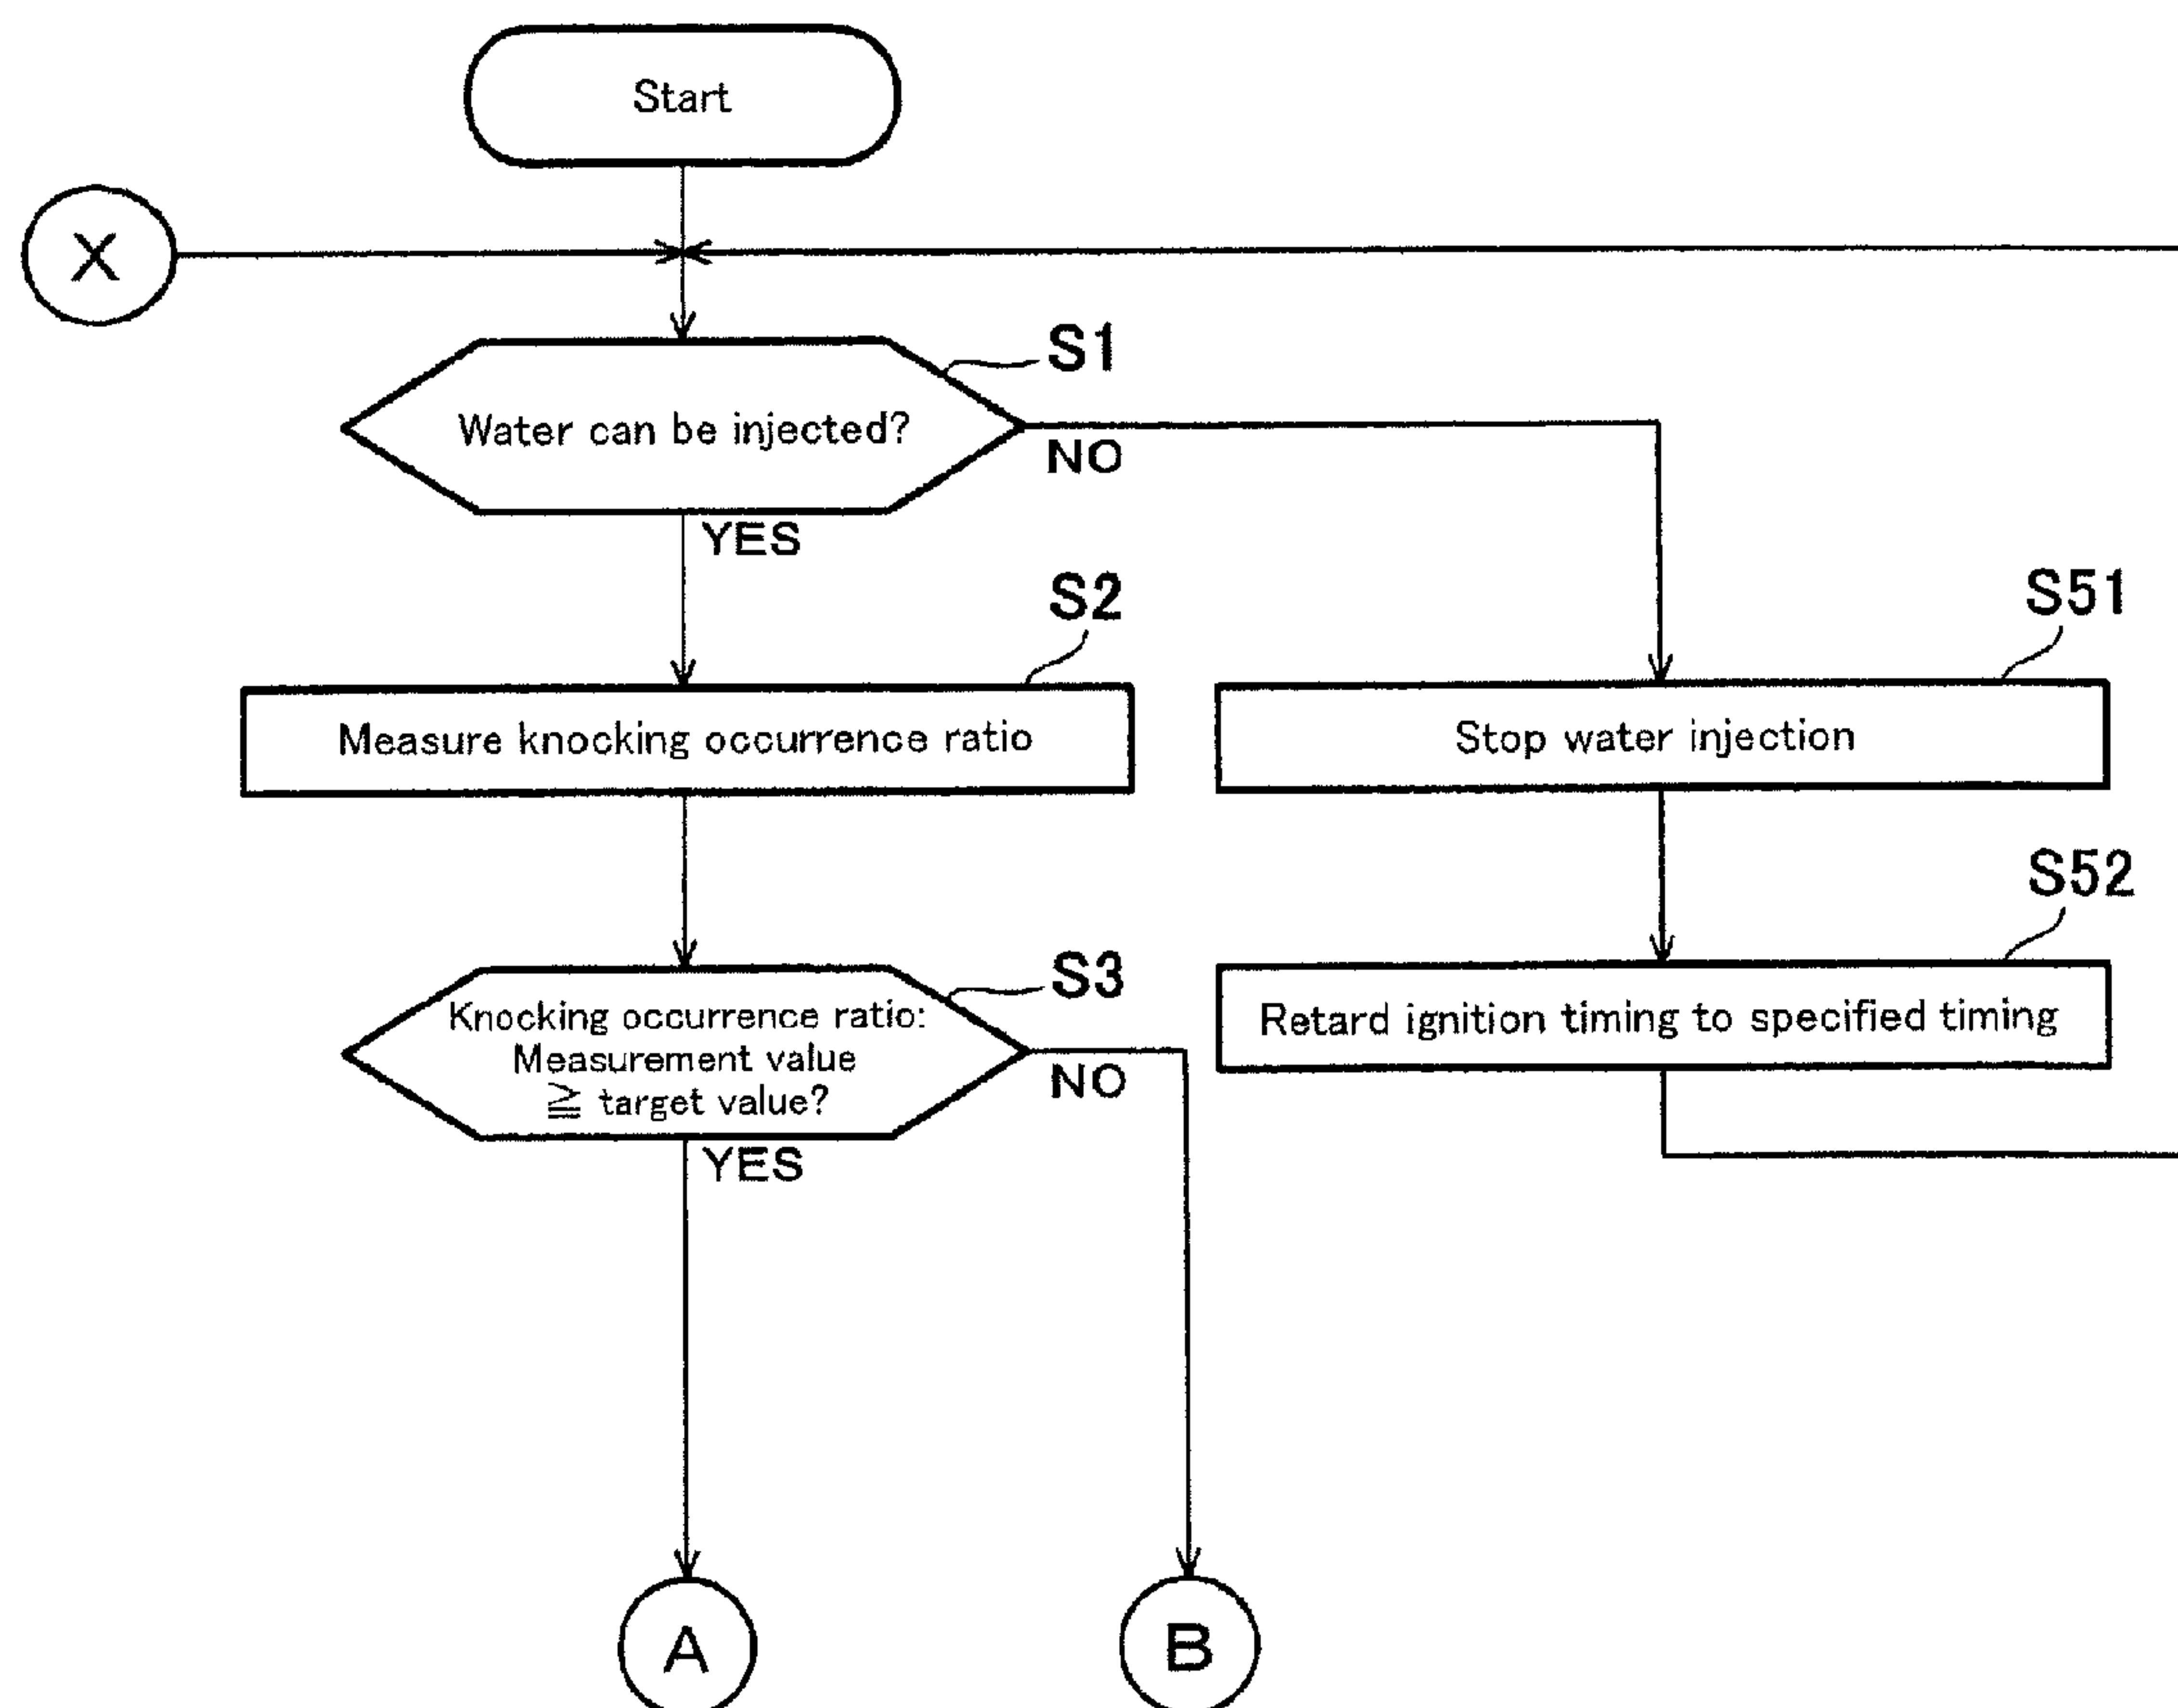 Start
X
S1
Water can be injected?
NO
YES
S2
S51
Measure knocking occurrence ratio
Stop water injection
S52
S3
Knocking occurrence ratio:
Measurement value
≧ target value?
Retard ignition timing to specified timing
NO
YES
A
B